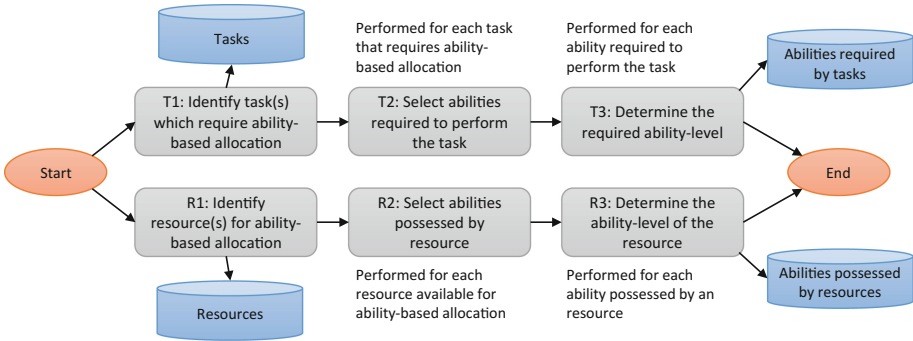 Tasks
Performed for each task
that requires ability-
based allocation
Performed for each
ability required to
perform the task
Abilities required
by tasks
T1: Identify task(s)
which require ability-
based allocation
T2: Select abilities
required to perform
the task
T3: Determine the
required ability-level
Start
End
R1: Identify
resource(s) for ability-
based allocation
R2: Select abilities
possessed by
resource
R3: Determine the
ability-level of the
resource
Resources
Performed for each
resource available for
ability-based allocation
Performed for each
ability possessed by an
resource
Abilities possessed
by resources